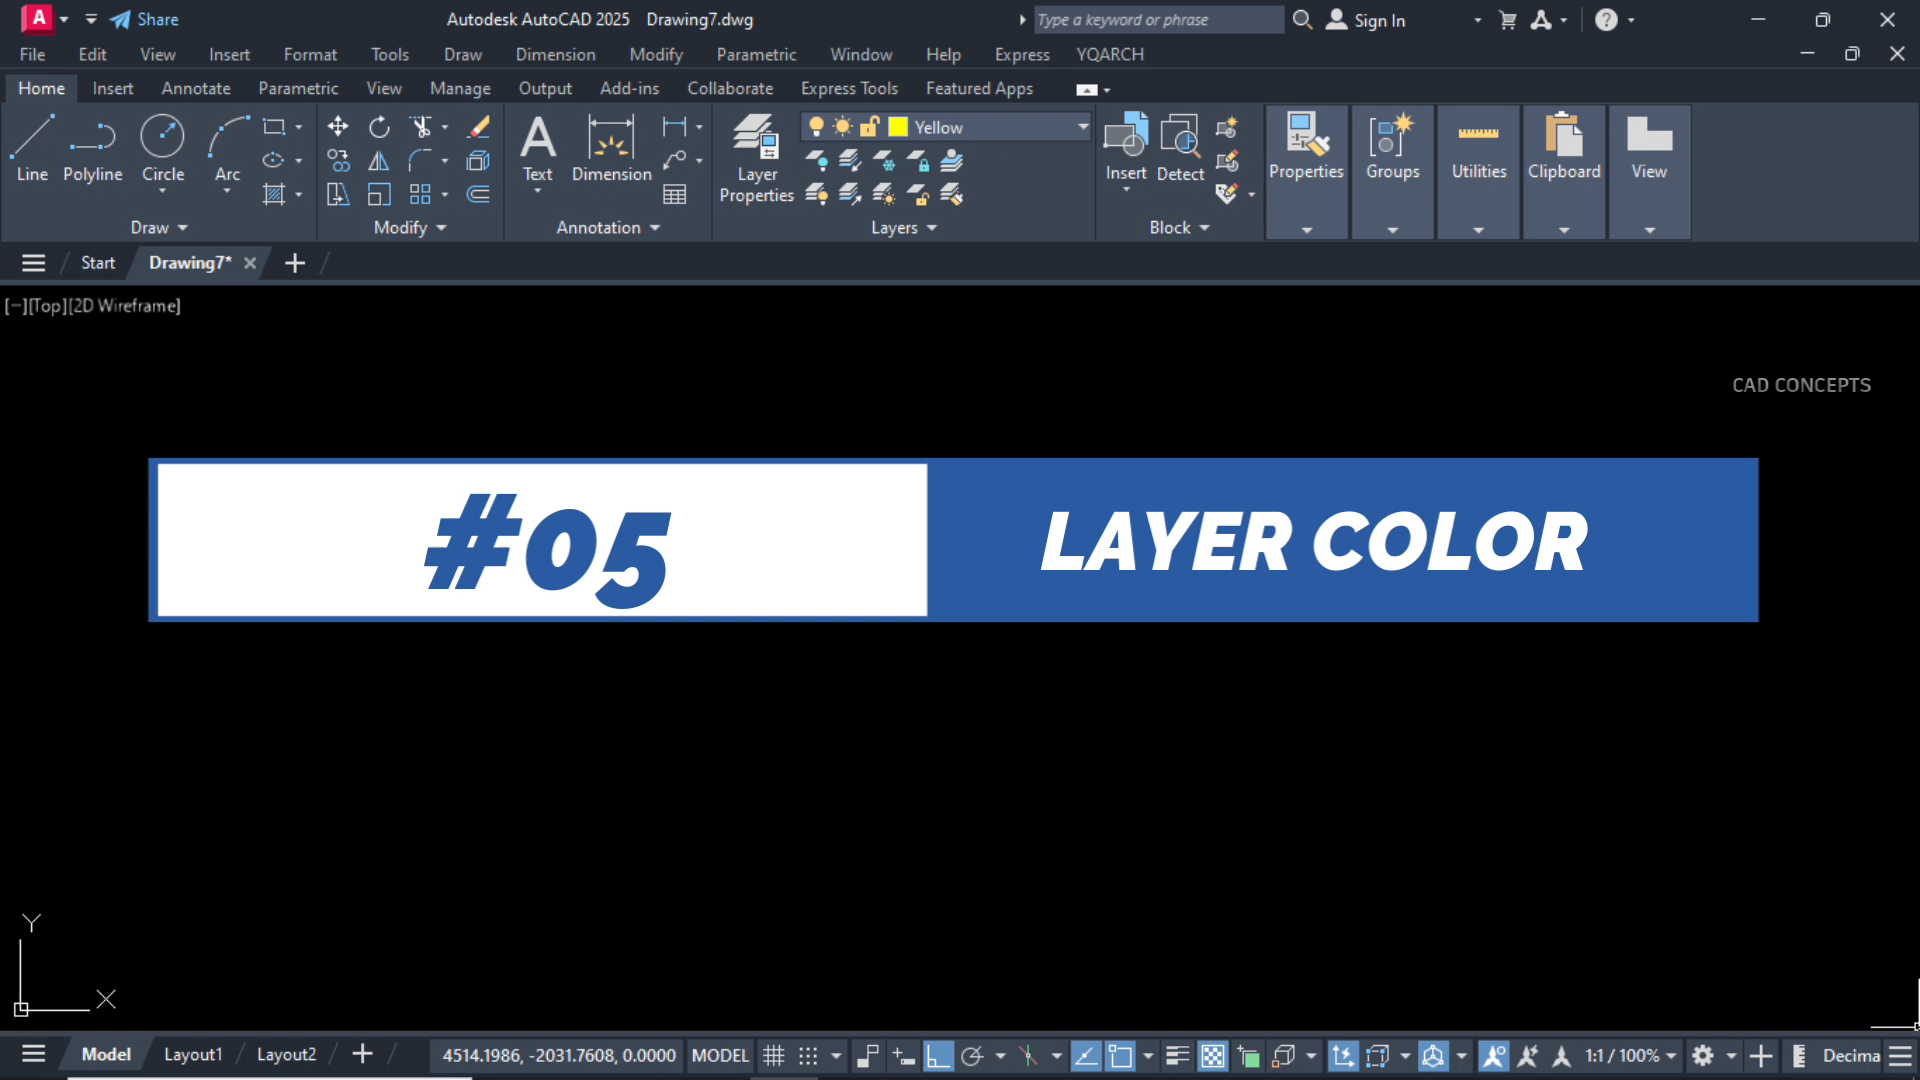 A Share Autodesk AutoCAD 2025 Drawing7.dwg Type a keyword or phrase Sign In
File Edit View Insert Format Tools Draw Dimension Modify Parametric Window Help Express YQARCH
Home Insert Annotate Parametric View Manage Output Add-ins Collaborate Express Tools Featured Apps
Yellow
Line Polyline Circle Arc Text Dimension Layer Properties Insert Detect Properties Groups Utilities Clipboard View
Draw Modify Annotation Layers Block
Start Drawing7*
[−][Top][2D Wireframe]
CAD CONCEPTS
#05 LAYER COLOR
Y
X
Model Layout1 Layout2 4514.1986, -2031.7608, 0.0000 MODEL 1:1 / 100% Decima